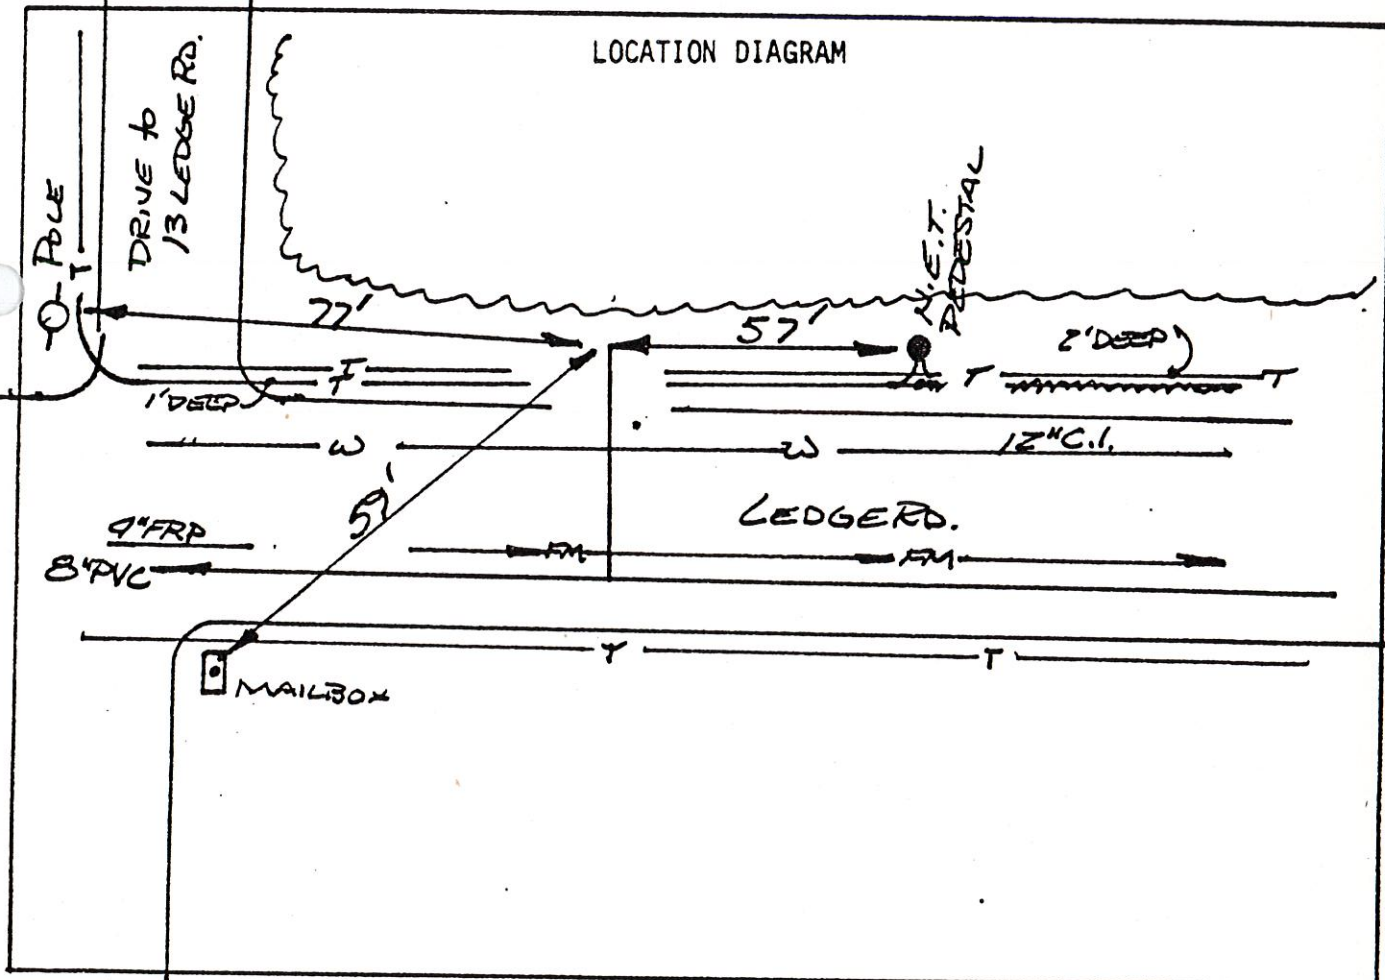 LOCATION DIAGRAM
DRIVE to
13 LEDGE RD.
POLE
T
N.E.T.
PEDESTAL
77'
57'
2'DEEP
T
T
T
T
1'DEEP
W
W
12"C.I.
59'
LEDGE RD.
FRP
FM
FM
8"PVC
T
T
MAILBOX